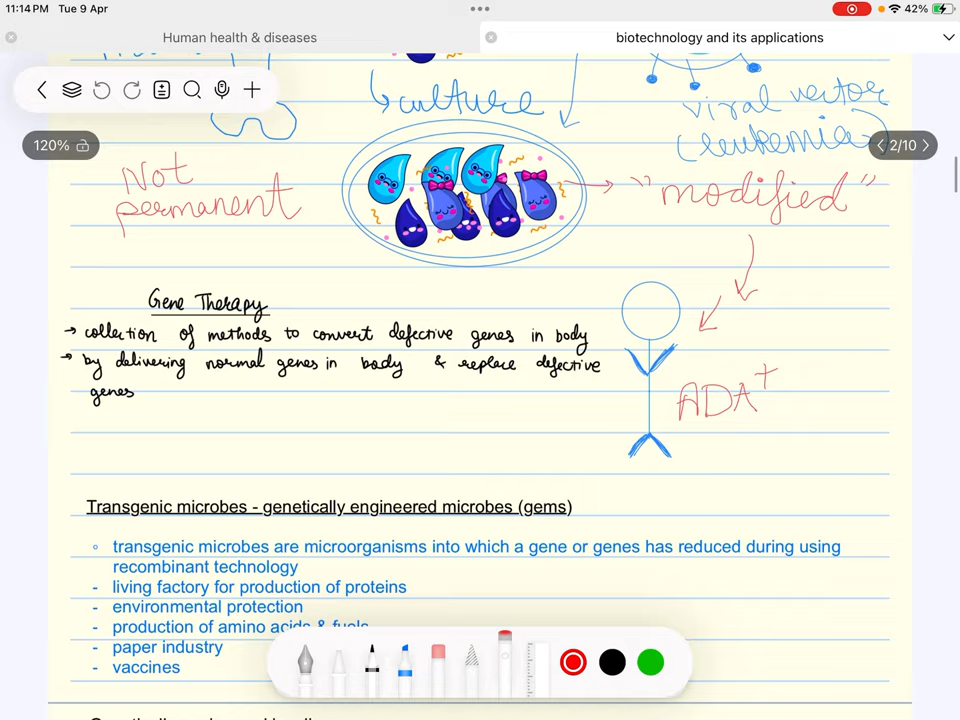 11:14 PM Tue 9 Apr
42%
Human health & diseases
biotechnology and its applications
culture
viral vector
(leukemia)
120%
2/10
Not
permanent
"modified"
Gene Therapy
→ collection of methods to convert defective genes in body
→ by delivering normal genes in body & replace defective
genes
ADA+
Transgenic microbes - genetically engineered microbes (gems)
◦ transgenic microbes are microorganisms into which a gene or genes has reduced during using
recombinant technology
- living factory for production of proteins
- environmental protection
- production of amino acids & fuels
- paper industry
- vaccines